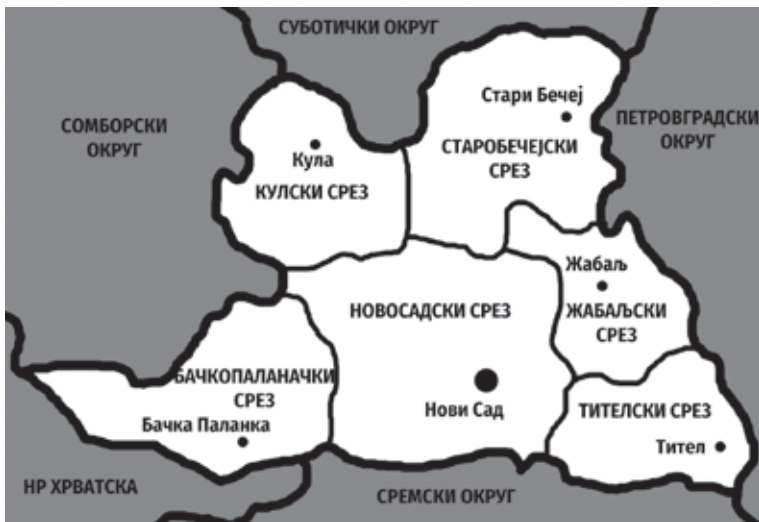 СУБОТИЧКИ ОКРУГ
СОМБОРСКИ
ОКРУГ
Стари Бечеј
ПЕТРОВГРАДСКИ
ОКРУГ
Кула
СТАРОБЕЧЕЈСКИ
СРЕЗ
КУЛСКИ СРЕЗ
Жабаљ
НОВОСАДСКИ СРЕЗ
ЖАБАЉСКИ
СРЕЗ
БАЧКОПАЛАНАЧКИ
СРЕЗ
Бачка Паланка
Нови Сад
ТИТЕЛСКИ СРЕЗ
Тител
НР ХРВАТСКА
СРЕМСКИ ОКРУГ